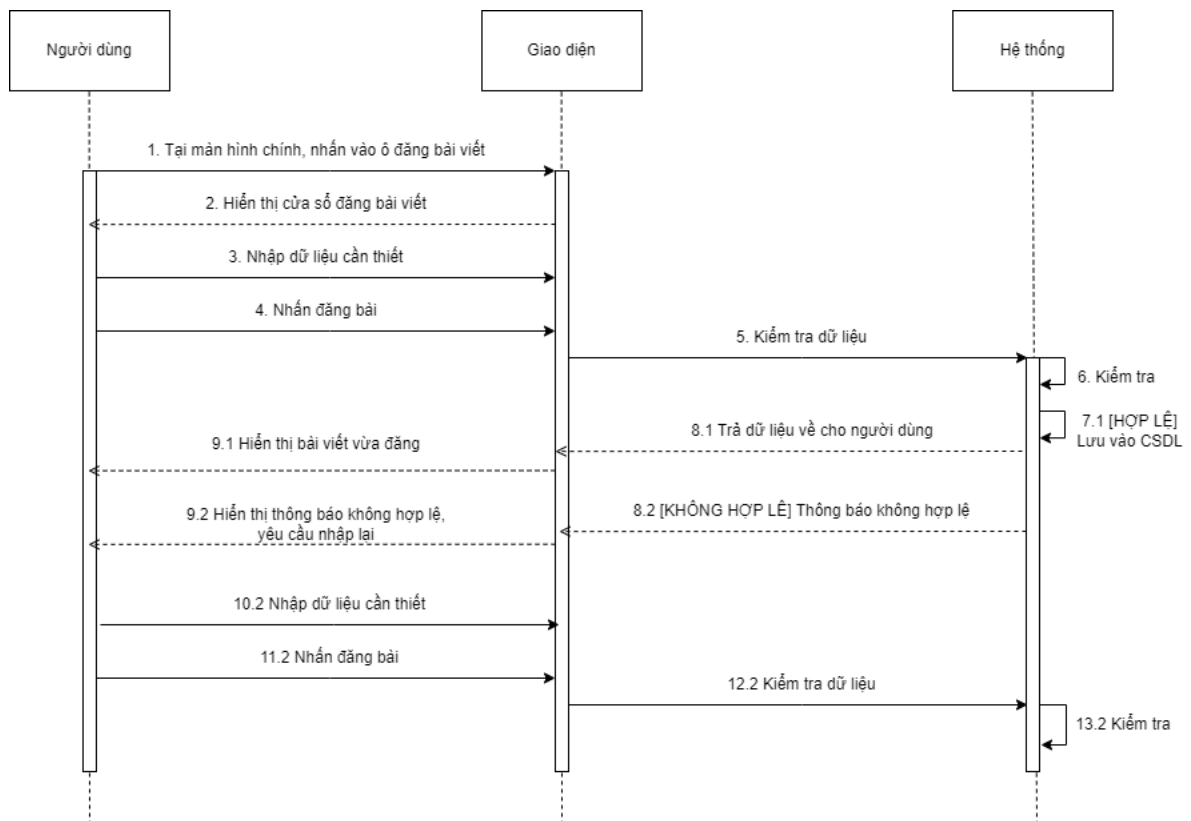 Người dùng
Giao diện
Hệ thống
1. Tại màn hình chính, nhấn vào ô đăng bài viết
2. Hiển thị cửa sổ đăng bài viết
3. Nhập dữ liệu cần thiết
4. Nhấn đăng bài
5. Kiểm tra dữ liệu
6. Kiểm tra
7.1 [HỢP LỆ]
Lưu vào CSDL
8.1 Trả dữ liệu về cho người dùng
9.1 Hiển thị bài viết vừa đăng
8.2 [KHÔNG HỢP LỆ] Thông báo không hợp lệ
9.2 Hiển thị thông báo không hợp lệ,
yêu cầu nhập lại
10.2 Nhập dữ liệu cần thiết
11.2 Nhấn đăng bài
12.2 Kiểm tra dữ liệu
13.2 Kiểm tra